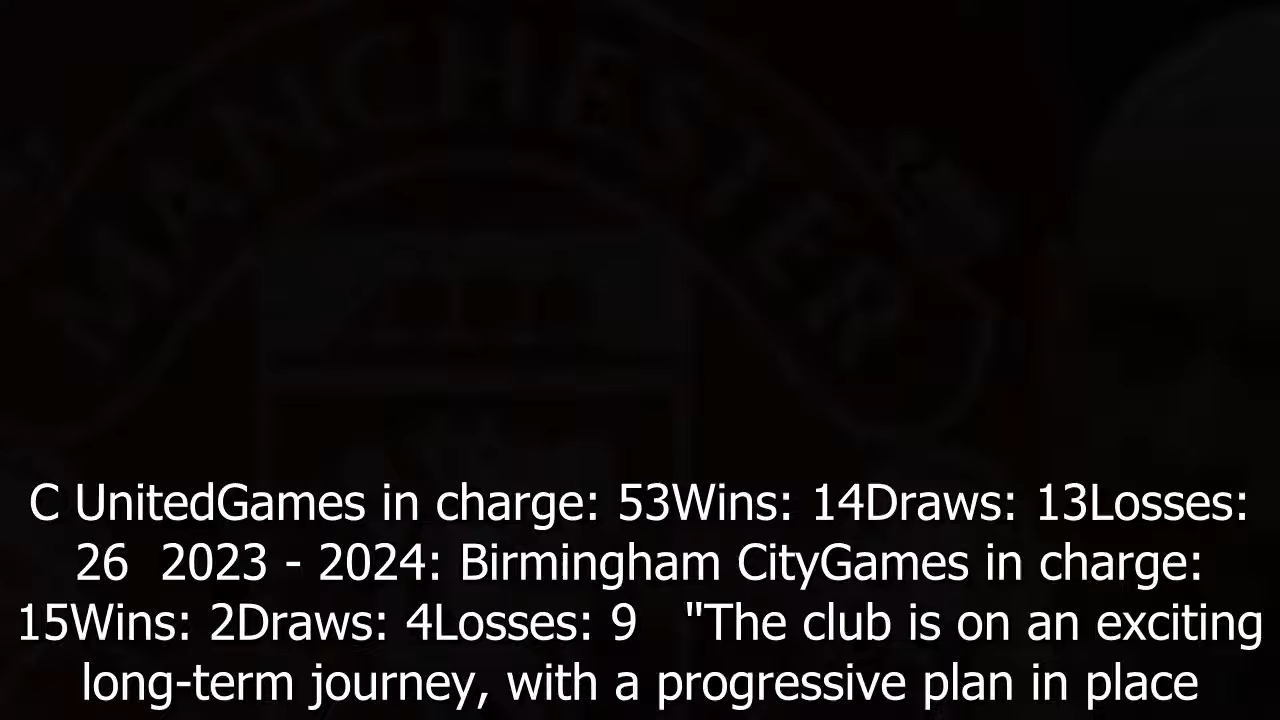 MANCHESTER
C UnitedGames in charge: 53Wins: 14Draws: 13Losses:
26  2023 - 2024: Birmingham CityGames in charge:
15Wins: 2Draws: 4Losses: 9   "The club is on an exciting
long-term journey, with a progressive plan in place